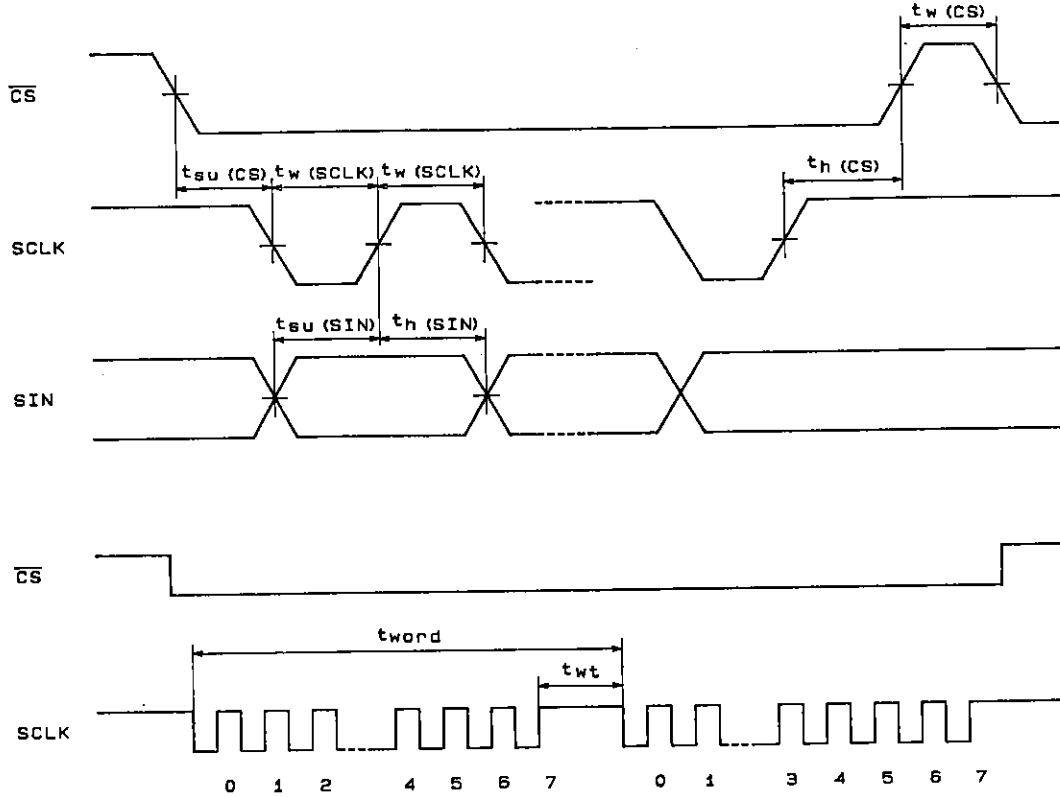 tw (CS)
CS
tsu (CS) tw (SCLK) tw (SCLK) th (CS)
SCLK
tsu (SIN) th (SIN)
SIN
CS
tword
twt
SCLK
0 1 2 4 5 6 7 0 1 3 4 5 6 7